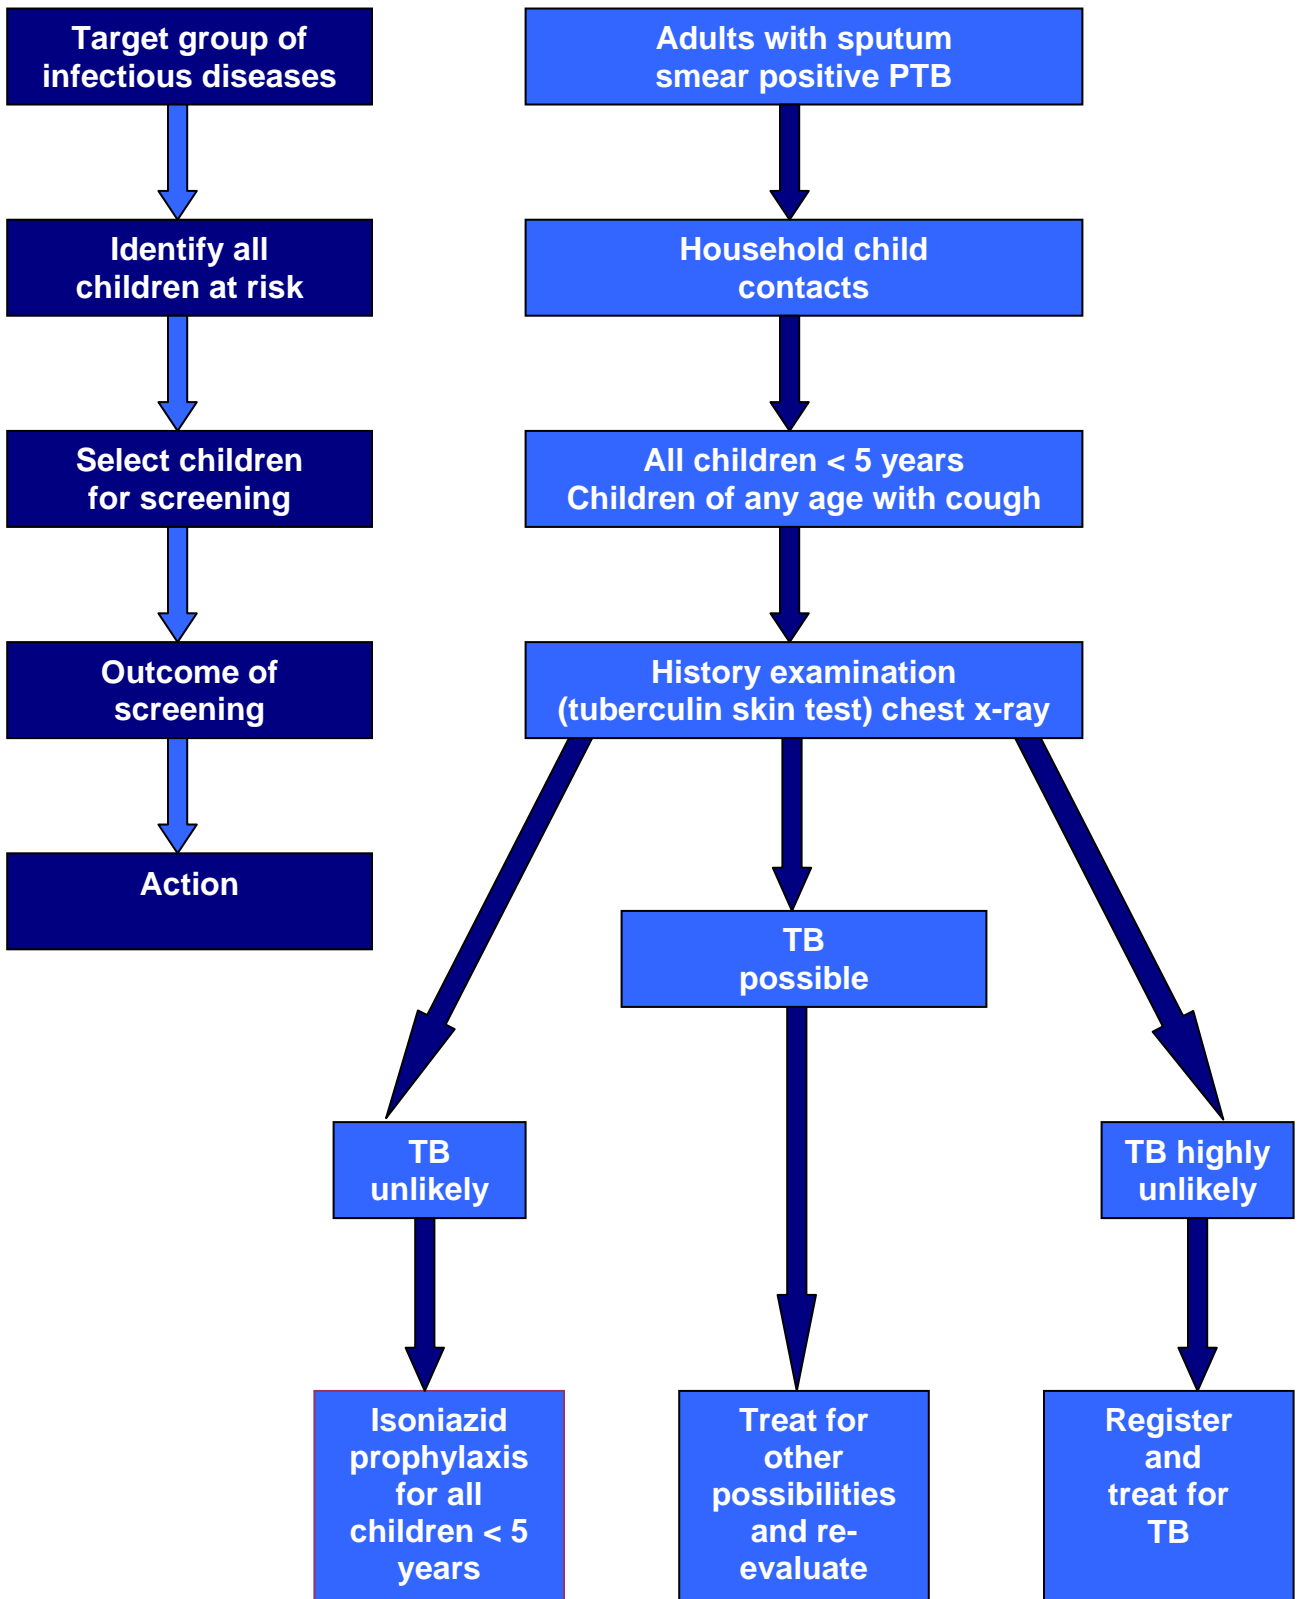 Target group of
infectious diseases
Identify all
children at risk
Select children
for screening
Outcome of
screening
Action
Adults with sputum
smear positive PTB
Household child
contacts
All children < 5 years
Children of any age with cough
History examination
(tuberculin skin test) chest x-ray
TB
possible
TB
unlikely
TB highly
unlikely
Isoniazid
prophylaxis
for all
children < 5
years
Treat for
other
possibilities
and re-
evaluate
Register
and
treat for
TB